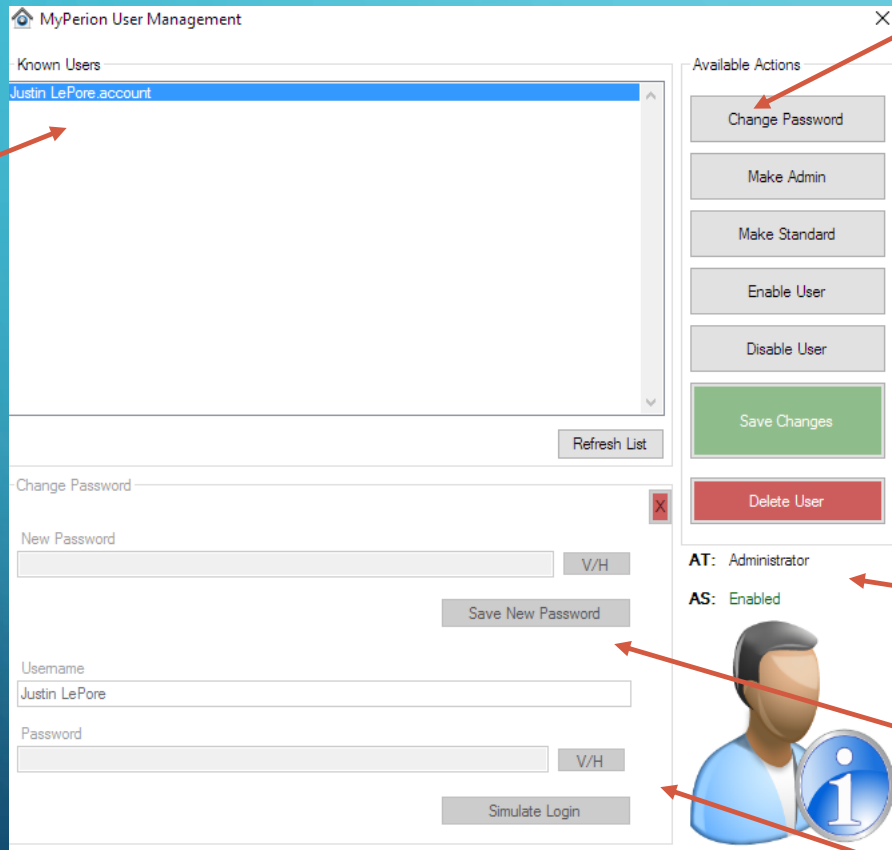 MyPerion User Management
Known Users
Justin LePore.account
Refresh List
Available Actions
Change Password
Make Admin
Make Standard
Enable User
Disable User
Save Changes
Delete User
AT: Administrator
AS: Enabled
Change Password
X
New Password
V/H
Save New Password
Username
Justin LePore
Password
V/H
Simulate Login